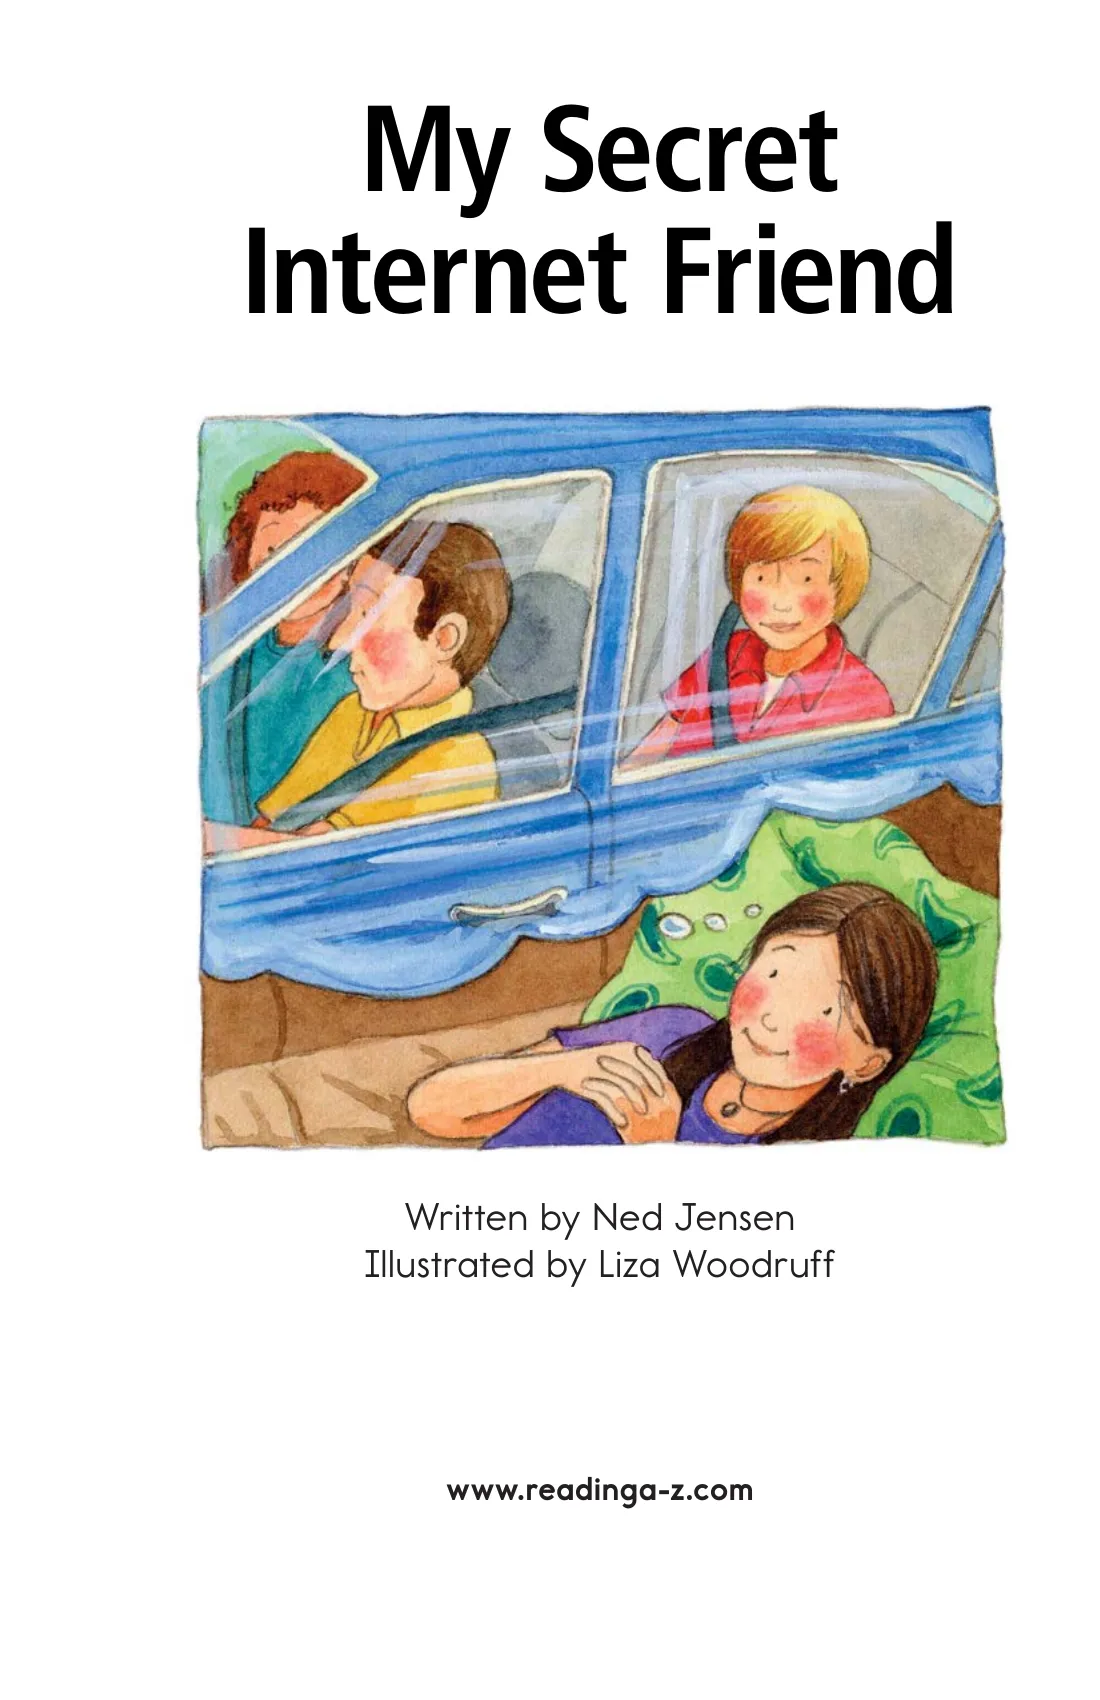 My Secret
Internet Friend
Written by Ned Jensen
Illustrated by Liza Woodruff
www.readinga-z.com